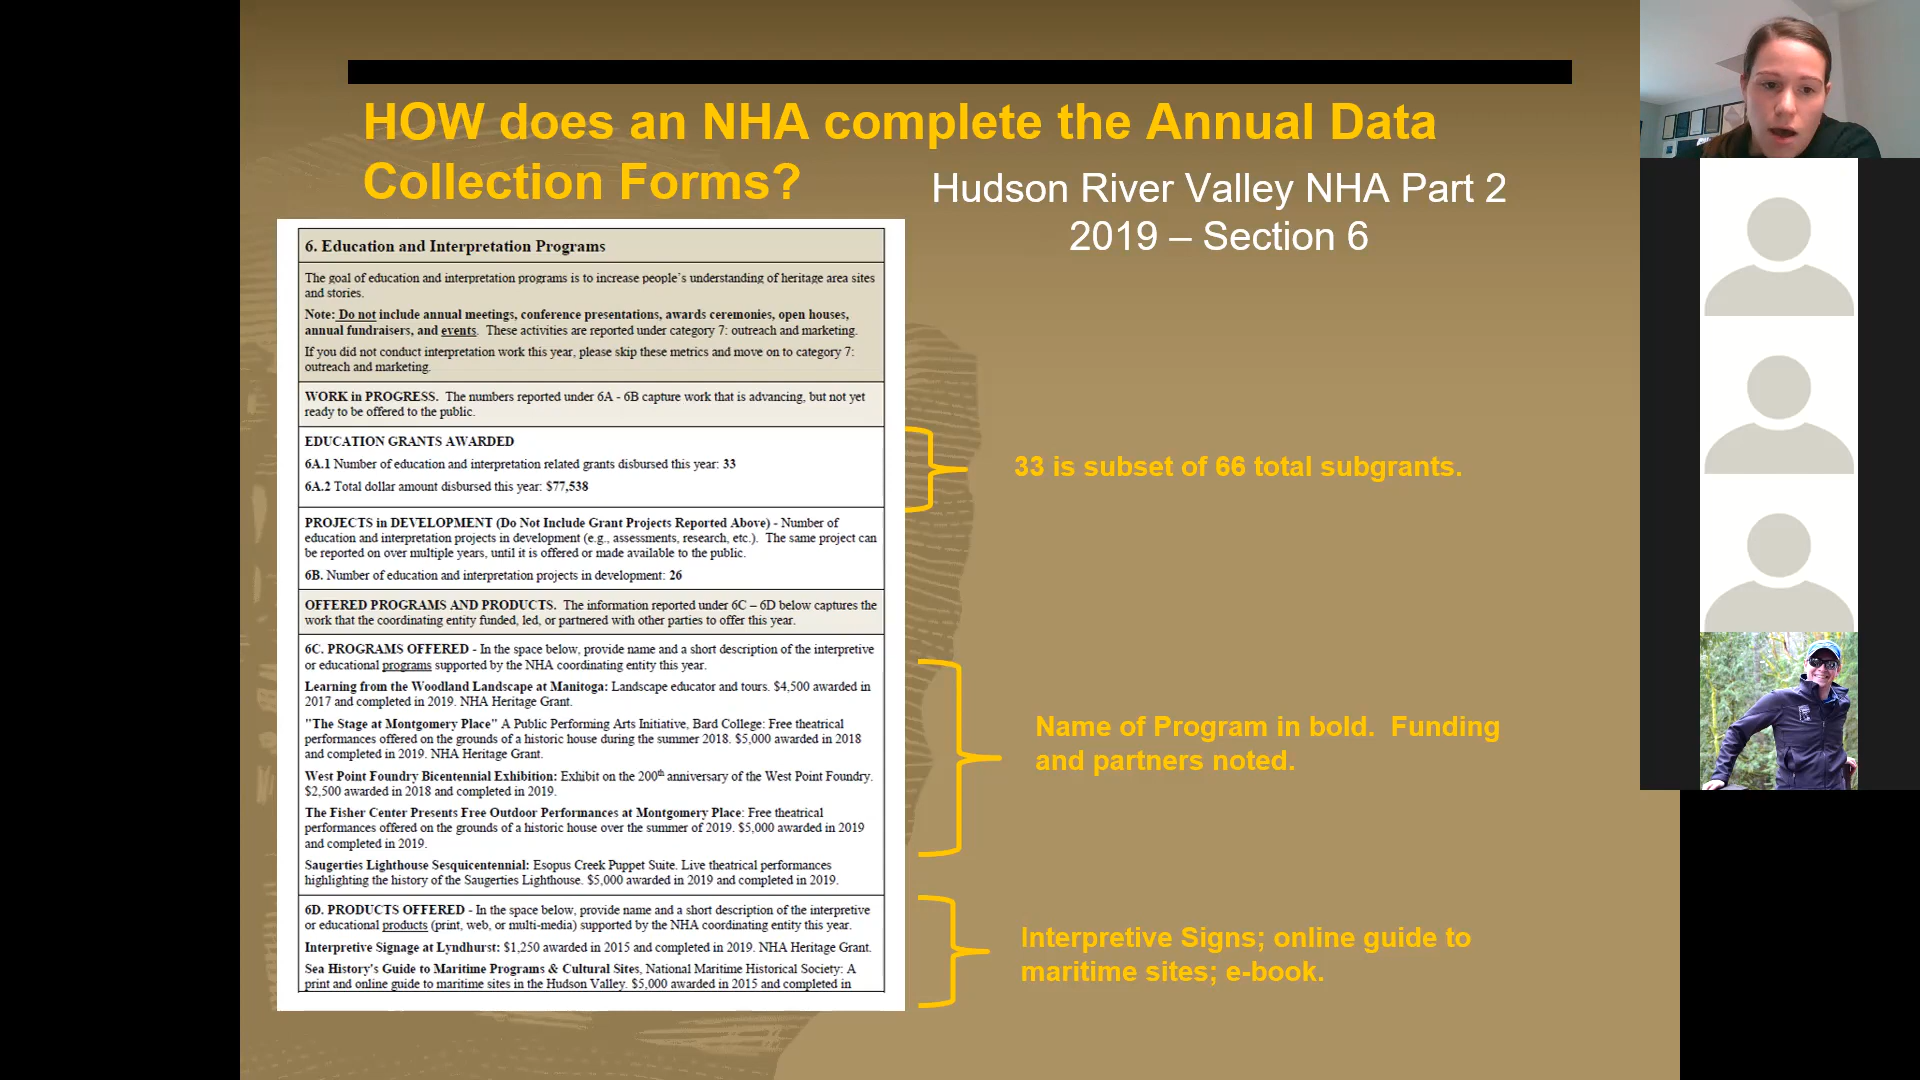 HOW does an NHA complete the Annual Data
Collection Forms?
Hudson River Valley NHA Part 2
2019 – Section 6
6. Education and Interpretation Programs
The goal of education and interpretation programs is to increase people's understanding of heritage area sites
and stories.
Note: Do not include annual meetings, conference presentations, awards ceremonies, open houses,
annual fundraisers, and events. These activities are reported under category 7: outreach and marketing.
If you did not conduct interpretation work this year, please skip these metrics and move on to category 7:
outreach and marketing.
WORK in PROGRESS. The numbers reported under 6A - 6B capture work that is advancing, but not yet
ready to be offered to the public.
EDUCATION GRANTS AWARDED
6A.1 Number of education and interpretation related grants disbursed this year: 33
6A.2 Total dollar amount disbursed this year: $77,538
PROJECTS in DEVELOPMENT (Do Not Include Grant Projects Reported Above) - Number of
education and interpretation projects in development (e.g., assessments, research, etc.). The same project can
be reported on over multiple years, until it is offered or made available to the public.
6B. Number of education and interpretation projects in development: 26
OFFERED PROGRAMS AND PRODUCTS. The information reported under 6C – 6D below captures the
work that the coordinating entity funded, led, or partnered with other parties to offer this year.
6C. PROGRAMS OFFERED - In the space below, provide name and a short description of the interpretive
or educational programs supported by the NHA coordinating entity this year.
Learning from the Woodland Landscape at Manitoga: Landscape educator and tours. $4,500 awarded in
2017 and completed in 2019. NHA Heritage Grant.
"The Stage at Montgomery Place" A Public Performing Arts Initiative, Bard College: Free theatrical
performances offered on the grounds of a historic house during the summer 2018. $5,000 awarded in 2018
and completed in 2019. NHA Heritage Grant.
West Point Foundry Bicentennial Exhibition: Exhibit on the 200th anniversary of the West Point Foundry.
$2,500 awarded in 2018 and completed in 2019.
The Fisher Center Presents Free Outdoor Performances at Montgomery Place: Free theatrical
performances offered on the grounds of a historic house over the summer of 2019. $5,000 awarded in 2019
and completed in 2019.
Saugerties Lighthouse Sesquicentennial: Esopus Creek Puppet Suite. Live theatrical performances
highlighting the history of the Saugerties Lighthouse. $5,000 awarded in 2019 and completed in 2019.
6D. PRODUCTS OFFERED - In the space below, provide name and a short description of the interpretive
or educational products (print, web, or multi-media) supported by the NHA coordinating entity this year.
Interpretive Signage at Lyndhurst: $1,250 awarded in 2015 and completed in 2019. NHA Heritage Grant.
Sea History's Guide to Maritime Programs & Cultural Sites, National Maritime Historical Society: A
print and online guide to maritime sites in the Hudson Valley. $5,000 awarded in 2015 and completed in
33 is subset of 66 total subgrants.
Name of Program in bold. Funding
and partners noted.
Interpretive Signs; online guide to
maritime sites; e-book.